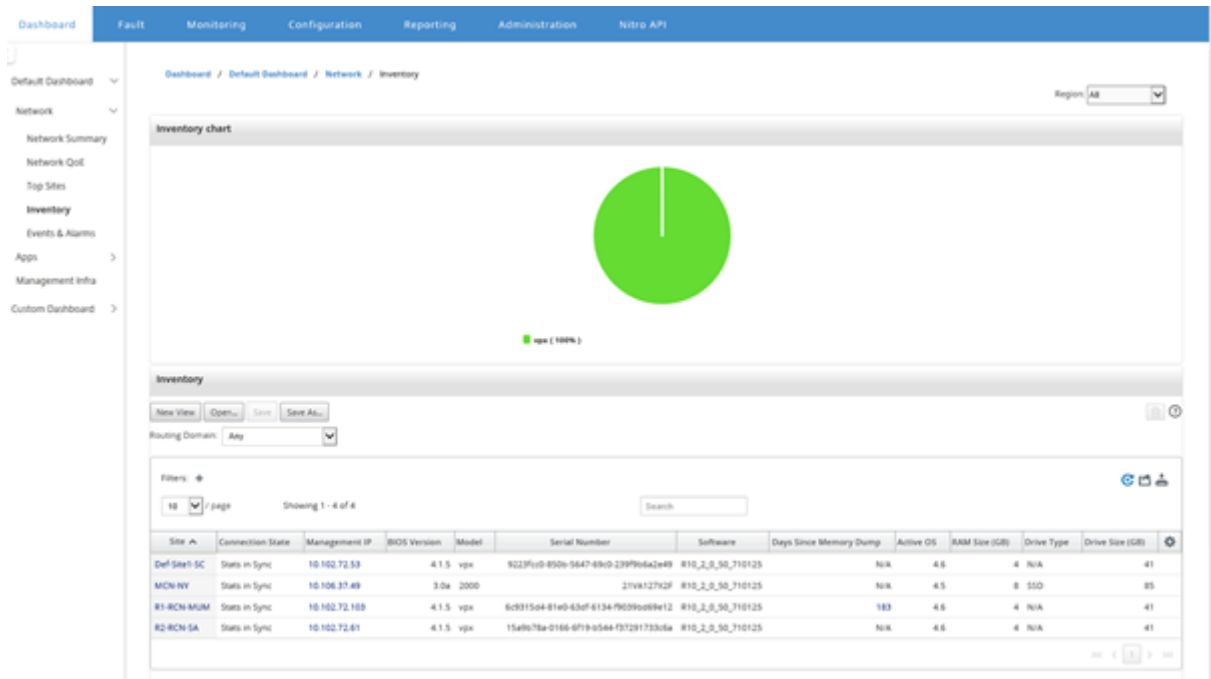 Dashboard Fault Monitoring Configuration Reporting Administration Nitro API
Dashboard / Default Dashboard / Network / Inventory
Region: All
Default Dashboard
Network
Network Summary
Network QoE
Top Sites
Inventory
Events & Alarms
Apps
Management Infra
Custom Dashboard
Inventory chart
vpx ( 100% )
Inventory
New View Open... Save Save As...
Routing Domain: Any
Filters: +
10 / page Showing 1 - 4 of 4 Search
Site Connection State Management IP BIOS Version Model Serial Number Software Days Since Memory Dump Active OS RAM Size (GB) Drive Type Drive Size (GB)
Def-Site1-SC Stats in Sync 10.102.72.53 4.1.5 vpx R10_2_0_50_710125 N/A 4.6 4 N/A 41
MCN-NY Stats in Sync 10.106.37.49 3.0a 2000 R10_2_0_50_710125 N/A 4.5 8 SSD 85
R1-RCN-MUM Stats in Sync 10.102.72.103 4.1.5 vpx R10_2_0_50_710125 183 4.6 4 N/A 41
R2-RCN-SA Stats in Sync 10.102.72.61 4.1.5 vpx R10_2_0_50_710125 N/A 4.6 4 N/A 41
1